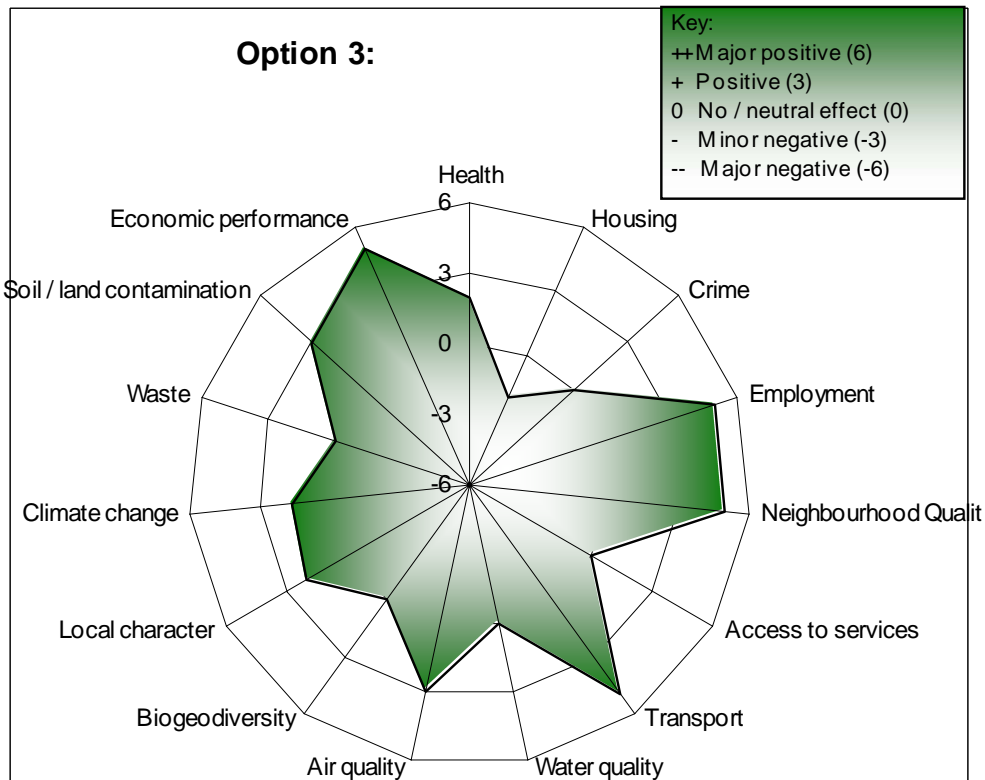 Option 3:
Key:
++ Major positive (6)
+ Positive (3)
0 No / neutral effect (0)
- Minor negative (-3)
-- Major negative (-6)
Health
Economic performance
Housing
Soil / land contamination
Crime
Waste
Employment
Climate change
Neighbourhood Qualit
Local character
Access to services
Biogeodiversity
Transport
Air quality
Water quality
6
3
0
-3
-6